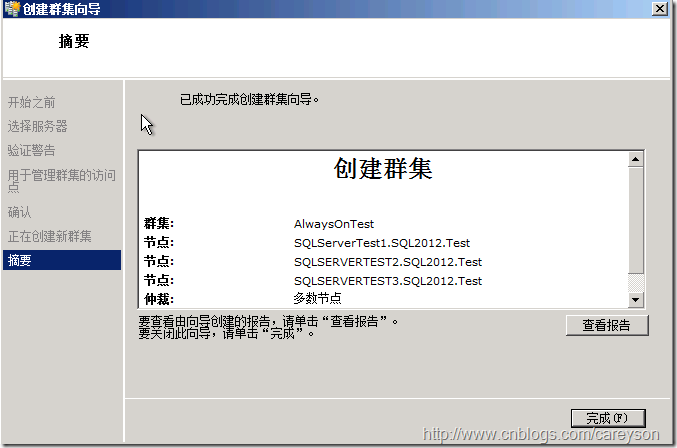 创建群集向导
摘要
开始之前
选择服务器
验证警告
用于管理群集的访问
点
确认
正在创建新群集
摘要
已成功完成创建群集向导。
创建群集
群集: AlwaysOnTest
节点: SQLServerTest1.SQL2012.Test
节点: SQLSERVERTEST2.SQL2012.Test
节点: SQLSERVERTEST3.SQL2012.Test
仲裁: 多数节点
要查看由向导创建的报告，请单击“查看报告”。
要关闭此向导，请单击“完成”。
查看报告
完成(F)
http://www.cnblogs.com/careyson